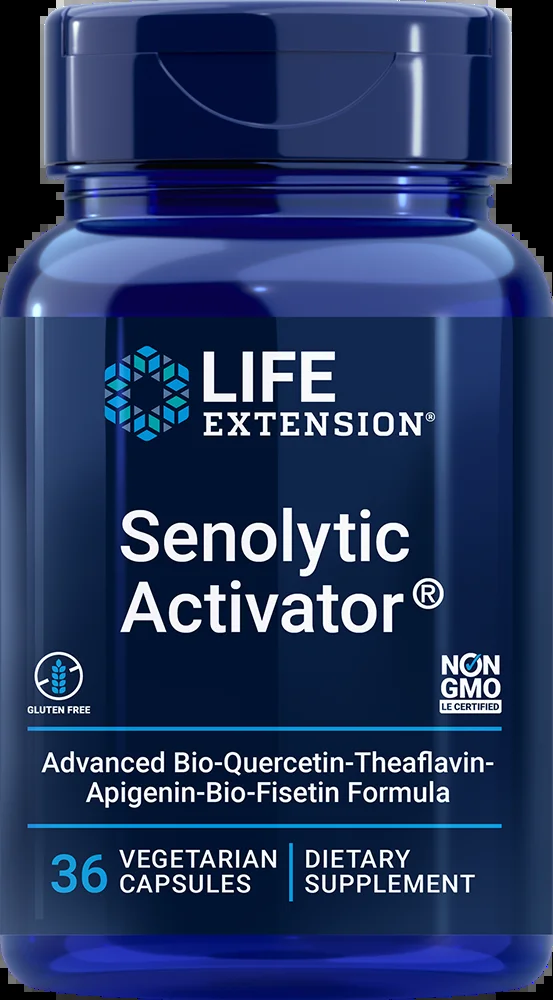 LIFE
EXTENSION®
Senolytic
Activator®
GLUTEN FREE
NON
GMO
LE CERTIFIED
Advanced Bio-Quercetin-Theaflavin-
Apigenin-Bio-Fisetin Formula
36 VEGETARIAN CAPSULES
DIETARY SUPPLEMENT